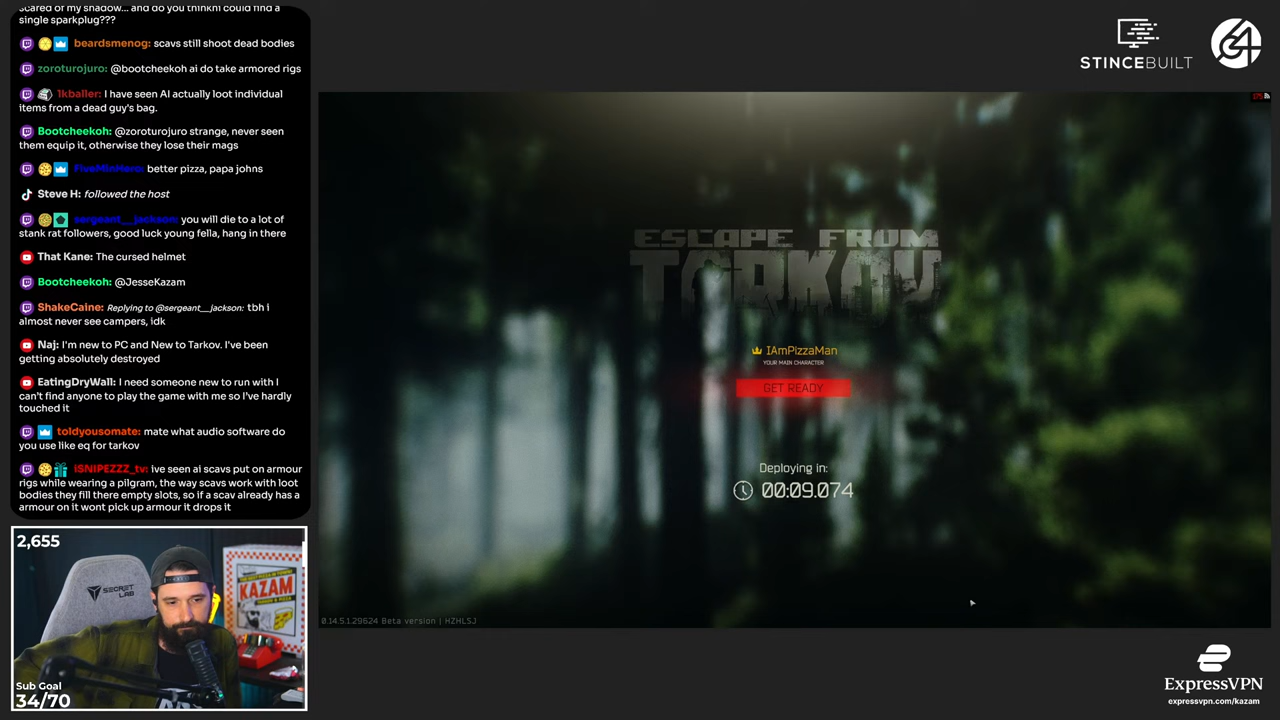 scared of my shadow... and do you thinkni could find a
single sparkplug???
beardsmenog: scavs still shoot dead bodies
zoroturojuro: @bootcheekoh ai do take armored rigs
1kballer: I have seen AI actually loot individual
items from a dead guy's bag.
Bootcheekoh: @zoroturojuro strange, never seen
them equip it, otherwise they lose their mags
FiveMinHero: better pizza, papa johns
Steve H: followed the host
sergeant__jackson: you will die to a lot of
stank rat followers, good luck young fella, hang in there
That Kane: The cursed helmet
Bootcheekoh: @JesseKazam
ShakeCaine: Replying to @sergeant__jackson: tbh i
almost never see campers, idk
Naj: I'm new to PC and New to Tarkov. I've been
getting absolutely destroyed
EatingDryWall: I need someone new to run with I
can't find anyone to play the game with me so I've hardly
touched it
toldyousomate: mate what audio software do
you use like eq for tarkov
iSNIPEZZZ_tv: ive seen ai scavs put on armour
rigs while wearing a pilgram, the way scavs work with loot
bodies they fill there empty slots, so if a scav already has a
armour on it wont pick up armour it drops it
2,655
SECRET
LAB
KAZAM
Sub Goal
34/70
STINCEBUILT
G4
ESCAPE FROM
TARKOV
IAmPizzaMan
YOUR MAIN CHARACTER
GET READY
Deploying in:
00:09.074
0.14.5.1.29624 Beta version | HZHLSJ
ExpressVPN
expressvpn.com/kazam